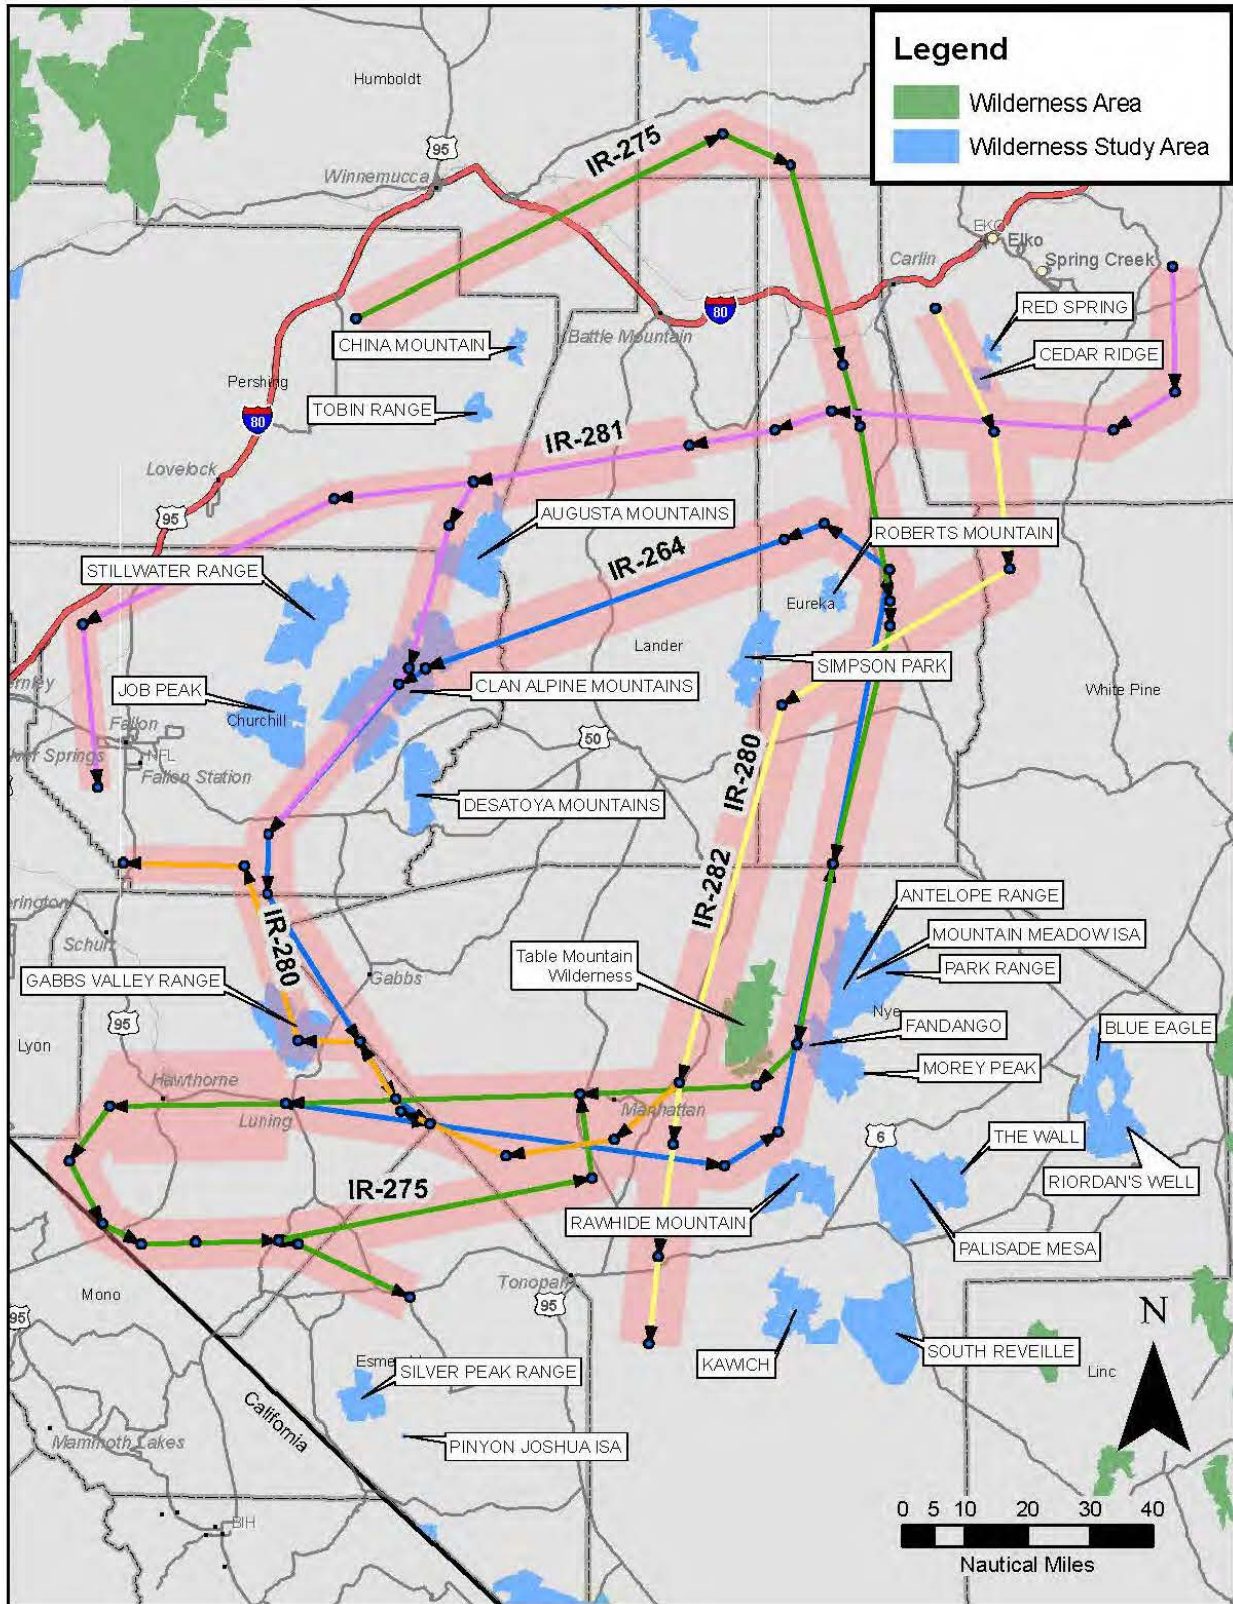 Legend
Wilderness Area
Wilderness Study Area
Humboldt
95
IR-275
Winnemucca
EKO
Elko
Carlin
Spring Creek
80
RED SPRING
CHINA MOUNTAIN
Battle Mountain
CEDAR RIDGE
Pershing
80
TOBIN RANGE
IR-281
Lovelock
95
AUGUSTA MOUNTAINS
ROBERTS MOUNTAIN
IR-264
STILLWATER RANGE
Eureka
Lander
SIMPSON PARK
JOB PEAK
CLAN ALPINE MOUNTAINS
White Pine
Churchill
Fallon
50
NFL
Fallon Station
IR-280
DESATOYA MOUNTAINS
IR-282
ANTELOPE RANGE
IR-280
MOUNTAIN MEADOW ISA
Schurz
Table Mountain
Wilderness
PARK RANGE
GABBS VALLEY RANGE
Gabbs
Nye
95
FANDANGO
BLUE EAGLE
Lyon
MOREY PEAK
Hawthorne
Manhattan
Luning
6
THE WALL
RIORDAN'S WELL
IR-275
RAWHIDE MOUNTAIN
PALISADE MESA
Tonopah
Mono
95
95
N
KAWICH
SOUTH REVEILLE
SILVER PEAK RANGE
Linc
California
Mammoth Lakes
PINYON JOSHUA ISA
0 5 10 20 30 40
BIH
Nautical Miles